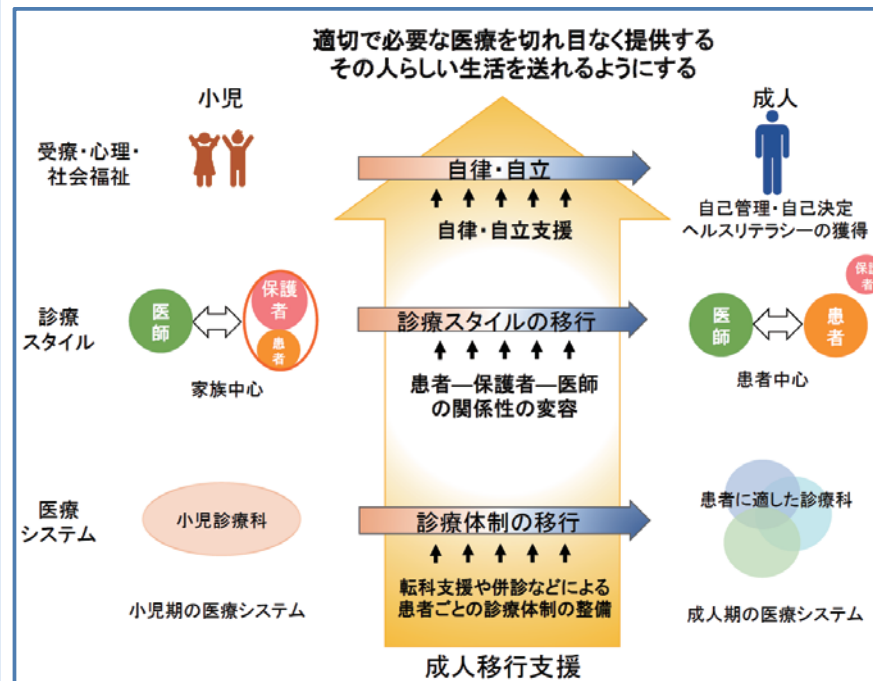 適切で必要な医療を切れ目なく提供する
その人らしい生活を送れるようにする
小児
成人
受療・心理・
社会福祉
自律・自立
自律・自立支援
自己管理・自己決定
ヘルスリテラシーの獲得
診療
スタイル
医
師
保護
者
患
者
家族中心
診療スタイルの移行
患者―保護者―医師
の関係性の変容
医
師
患
者
保護
者
患者中心
医療
システム
小児診療科
小児期の医療システム
診療体制の移行
転科支援や併診などによる
患者ごとの診療体制の整備
患者に適した診療科
成人期の医療システム
成人移行支援